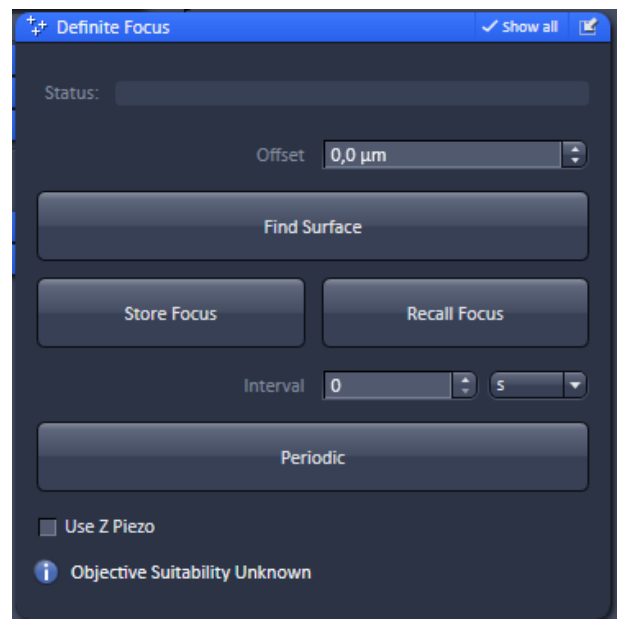 Definite Focus Show all
Status:
Offset 0,0 µm
Find Surface
Store Focus Recall Focus
Interval 0 s
Periodic
Use Z Piezo
Objective Suitability Unknown